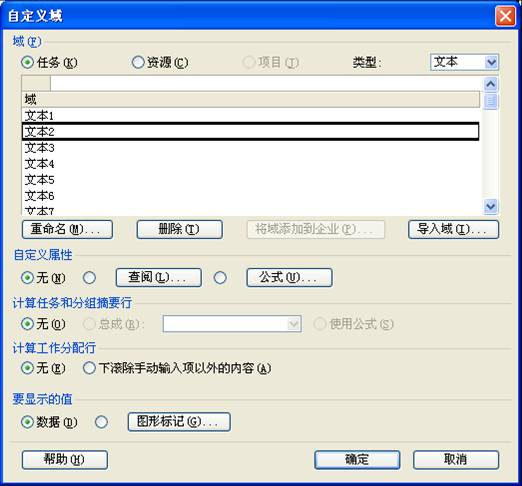 自定义域
域(F)
任务(K) 资源(C) 项目(T) 类型: 文本
域
文本1
文本2
文本3
文本4
文本5
文本6
文本7
重命名(M)... 删除(T) 将域添加到企业(P)... 导入域(I)...
自定义属性
无(N) 查阅(L)... 公式(U)...
计算任务和分组摘要行
无(O) 总成(R): 使用公式(S)
计算工作分配行
无(E) 下滚除手动输入项以外的内容(A)
要显示的值
数据(D) 图形标记(G)...
帮助(H) 确定 取消